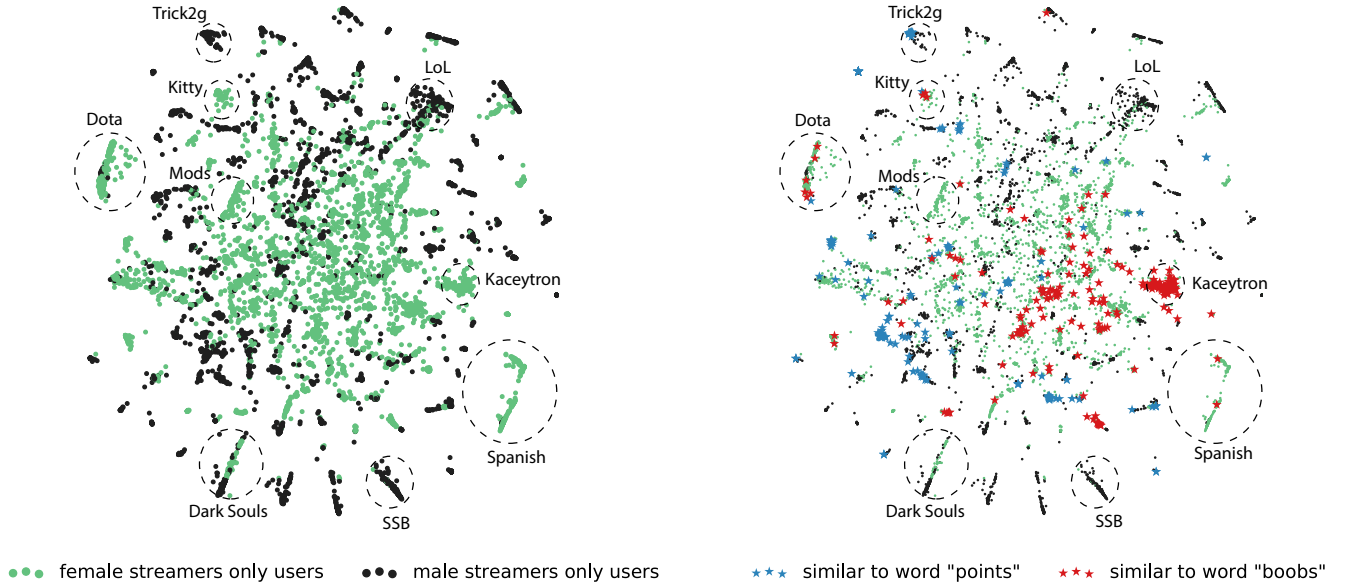 Trick2g
LoL
Kitty
Dota
Mods
Kaceytron
Spanish
Dark Souls
SSB
female streamers only users
male streamers only users
Trick2g
LoL
Kitty
Dota
Mods
Kaceytron
Spanish
Dark Souls
SSB
similar to word "points"
similar to word "boobs"